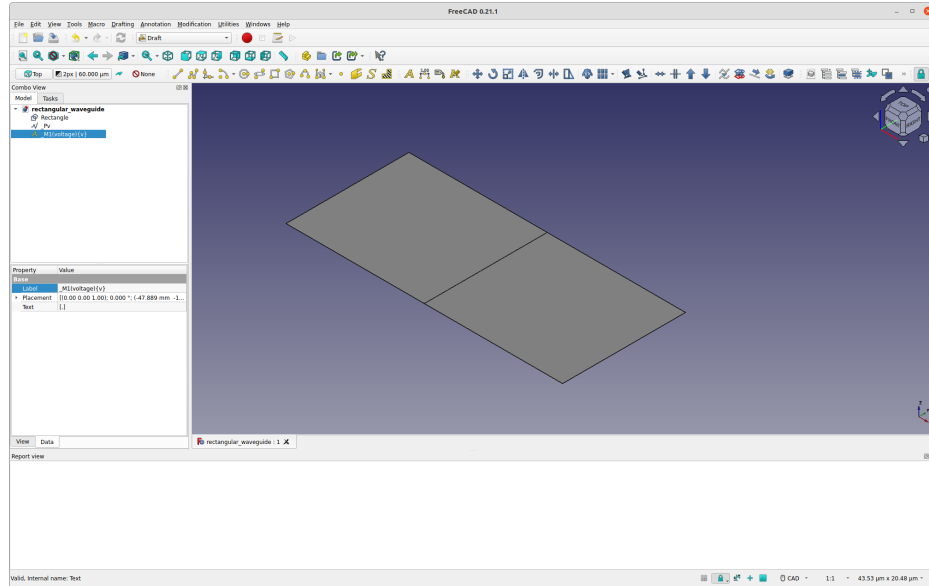 FreeCAD 0.21.1
File Edit View Tools Macro Drafting Annotation Modification Utilities Windows Help
Draft
Top 2px | 60.000 µm None
Combo View
Model Tasks
rectangular_waveguide
Rectangle
_Pv
_M1(voltage){v}
Property Value
Base
Label _M1(voltage){v}
Placement [(0.00 0.00 1.00); 0.000 °; (-47.889 mm -1...
Text [.]
View Data
rectangular_waveguide : 1
Report view
Valid, Internal name: Text
CAD 1:1 43.53 µm x 20.48 µm